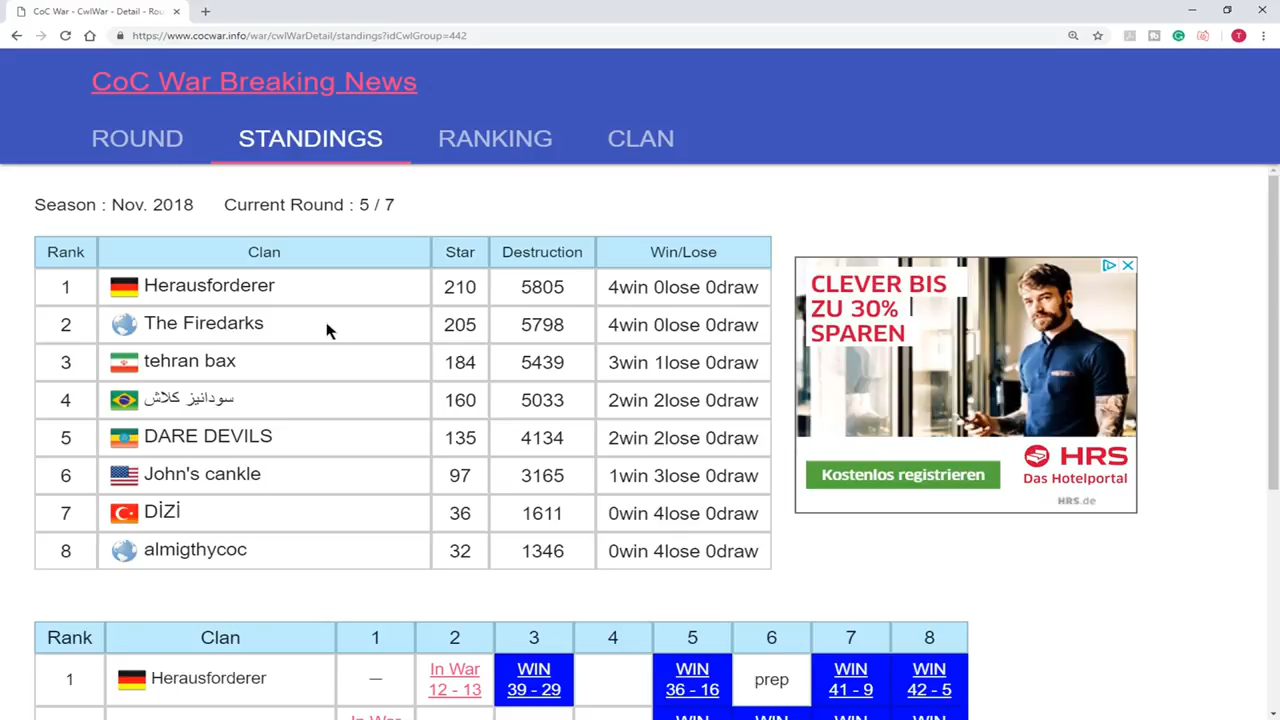 CoC War - CwlWar - Detail - Rou
https://www.cocwar.info/war/cwlWarDetail/standings?idCwlGroup=442
CoC War Breaking News
ROUND STANDINGS RANKING CLAN
Season : Nov. 2018 Current Round : 5 / 7
Rank Clan Star Destruction Win/Lose
1 Herausforderer 210 5805 4win 0lose 0draw
2 The Firedarks 205 5798 4win 0lose 0draw
3 tehran bax 184 5439 3win 1lose 0draw
4 سودانیز کلاش 160 5033 2win 2lose 0draw
5 DARE DEVILS 135 4134 2win 2lose 0draw
6 John's cankle 97 3165 1win 3lose 0draw
7 DİZİ 36 1611 0win 4lose 0draw
8 almigthycoc 32 1346 0win 4lose 0draw
CLEVER BIS
ZU 30%
SPAREN
Kostenlos registrieren
HRS
Das Hotelportal
HRS.de
Rank Clan 1 2 3 4 5 6 7 8
1 Herausforderer — In War WIN WIN prep WIN WIN
12 - 13 39 - 29 36 - 16 41 - 9 42 - 5